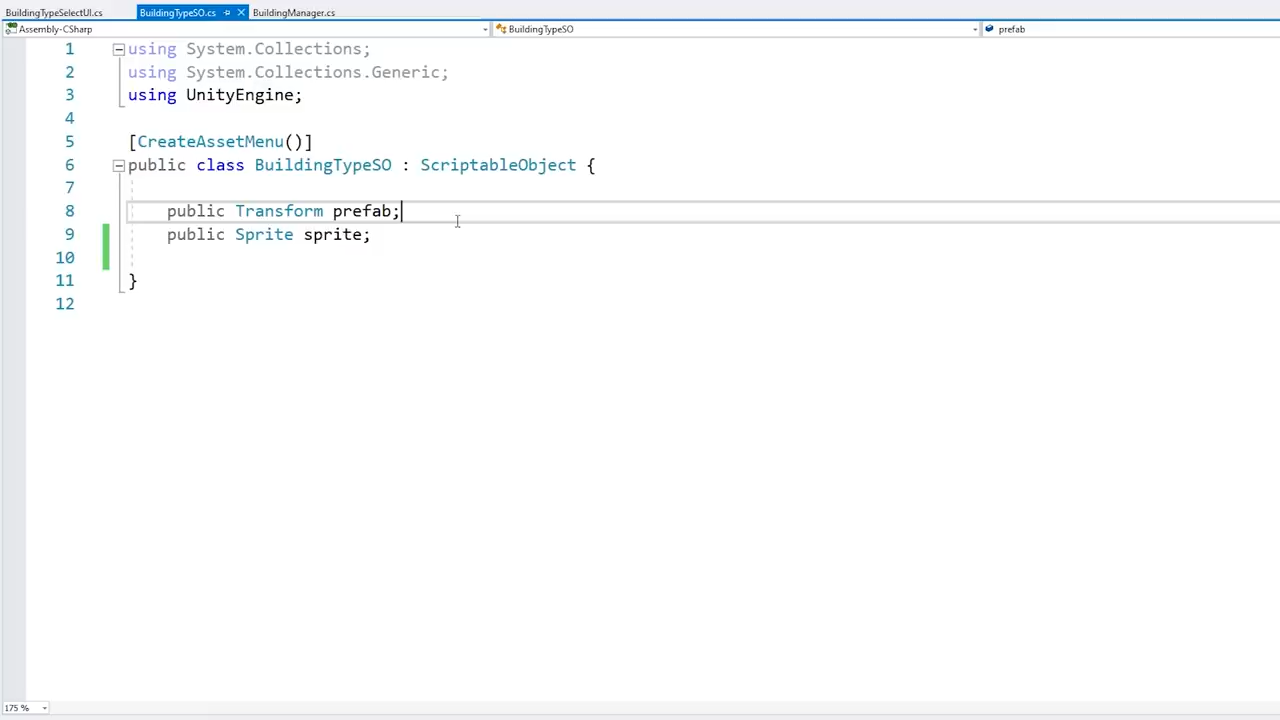 BuildingTypeSelectUI.cs BuildingTypeSO.cs BuildingManager.cs
Assembly-CSharp BuildingTypeSO prefab
1 using System.Collections;
2 using System.Collections.Generic;
3 using UnityEngine;
4
5 [CreateAssetMenu()]
6 public class BuildingTypeSO : ScriptableObject {
7
8 public Transform prefab;
9 public Sprite sprite;
10
11 }
12
175 %